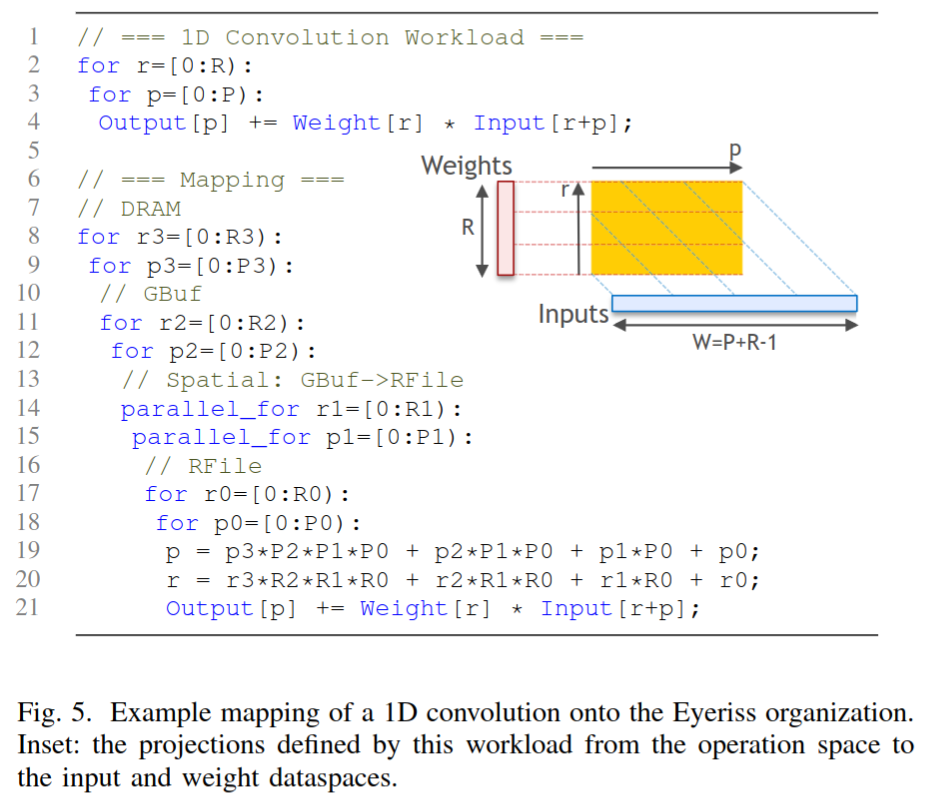 1 // === 1D Convolution Workload ===
2 for r=[0:R):
3 for p=[0:P):
4 Output[p] += Weight[r] * Input[r+p];
5
6 // === Mapping ===
7 // DRAM
8 for r3=[0:R3):
9 for p3=[0:P3):
10 // GBuf
11 for r2=[0:R2):
12 for p2=[0:P2):
13 // Spatial: GBuf->RFile
14 parallel_for r1=[0:R1):
15 parallel_for p1=[0:P1):
16 // RFile
17 for r0=[0:R0):
18 for p0=[0:P0):
19 p = p3*P2*P1*P0 + p2*P1*P0 + p1*P0 + p0;
20 r = r3*R2*R1*R0 + r2*R1*R0 + r1*R0 + r0;
21 Output[p] += Weight[r] * Input[r+p];
p
Weights
r
R
Inputs
W=P+R-1
Fig. 5. Example mapping of a 1D convolution onto the Eyeriss organization.
Inset: the projections defined by this workload from the operation space to
the input and weight dataspaces.